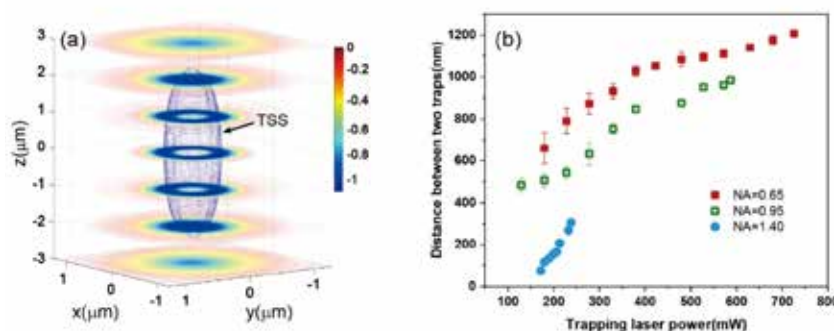 (a)
3
2
1
0
-1
-2
-3
z(μm)
TSS
0
-0.2
-0.4
-0.6
-0.8
-1
1
0
-1
x(μm)
1
0
-1
y(μm)
(b)
1200
1000
800
600
400
200
0
Distance between two traps(nm)
NA=0.65
NA=0.95
NA=1.40
100 200 300 400 500 600 700 800
Trapping laser power(mW)